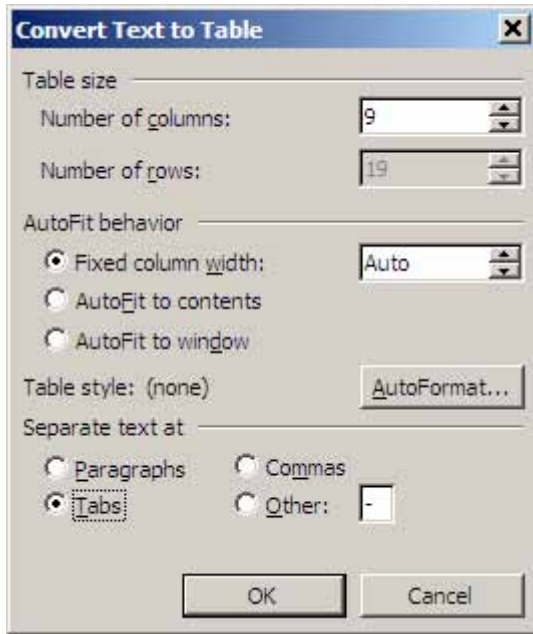 Convert Text to Table
Table size
Number of columns: 9
Number of rows: 19
AutoFit behavior
Fixed column width: Auto
AutoFit to contents
AutoFit to window
Table style: (none) AutoFormat...
Separate text at
Paragraphs Commas
Tabs Other: -
OK Cancel